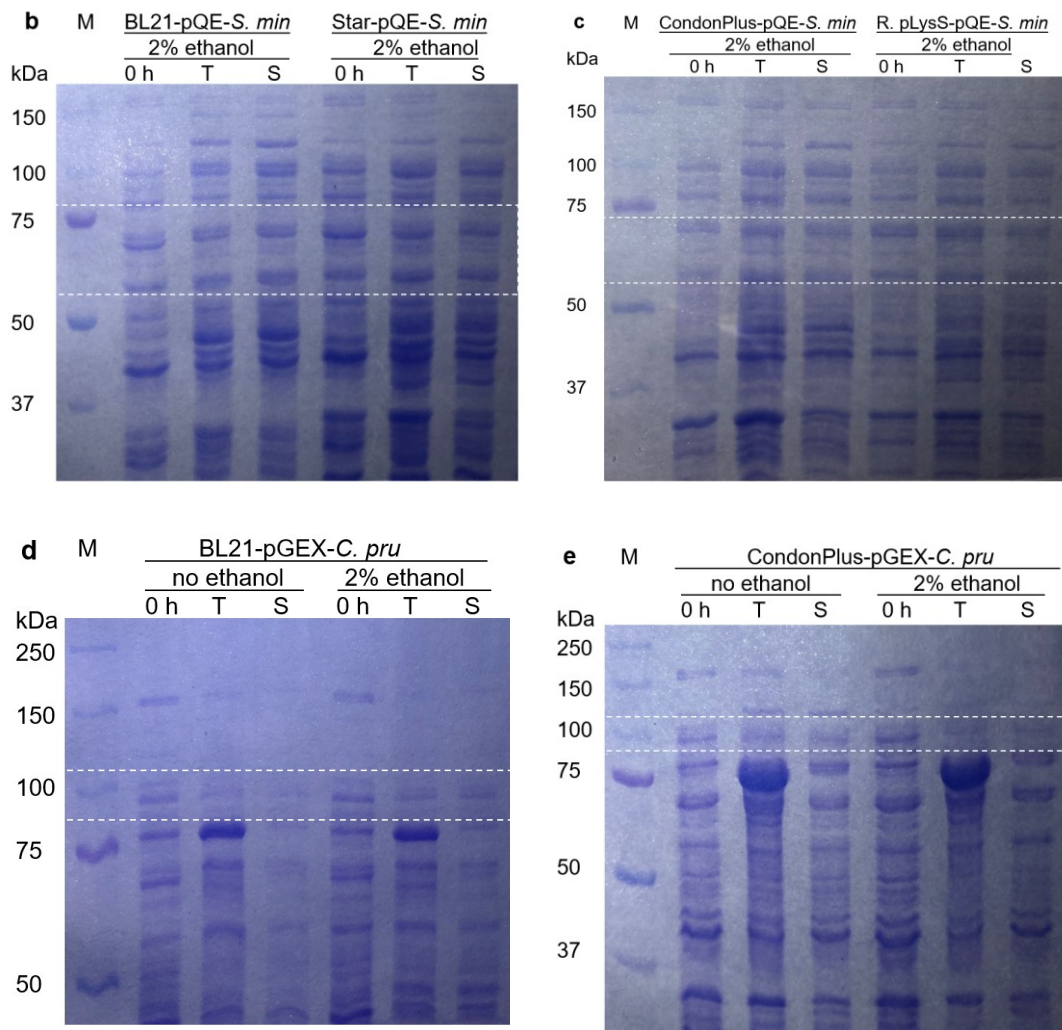 b M BL21-pQE-S. min Star-pQE-S. min
2% ethanol 2% ethanol
kDa 0 h T S 0 h T S
150
100
75
50
37
c M CondonPlus-pQE-S. min R. pLysS-pQE-S. min
2% ethanol 2% ethanol
kDa 0 h T S 0 h T S
150
100
75
50
37
d M BL21-pGEX-C. pru
no ethanol 2% ethanol
0 h T S 0 h T S
kDa
250
150
100
75
50
e M CondonPlus-pGEX-C. pru
no ethanol 2% ethanol
0 h T S 0 h T S
kDa
250
150
100
75
50
37